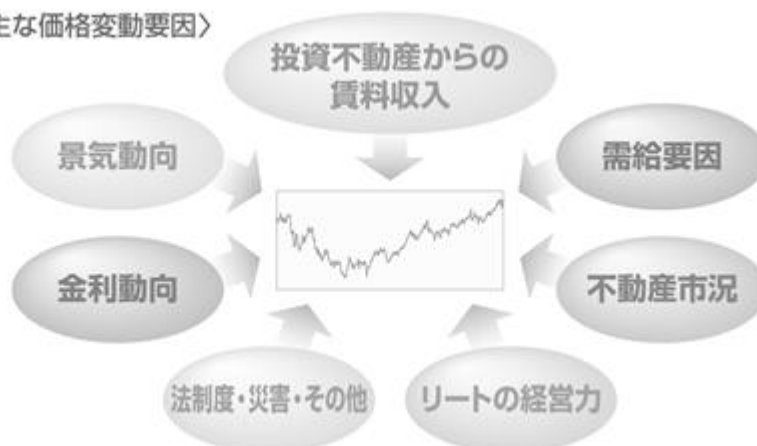 主な価格変動要因〉
投資不動産からの
賃料収入
景気動向
需給要因
金利動向
不動産市況
法制度・災害・その他
リートの経営力